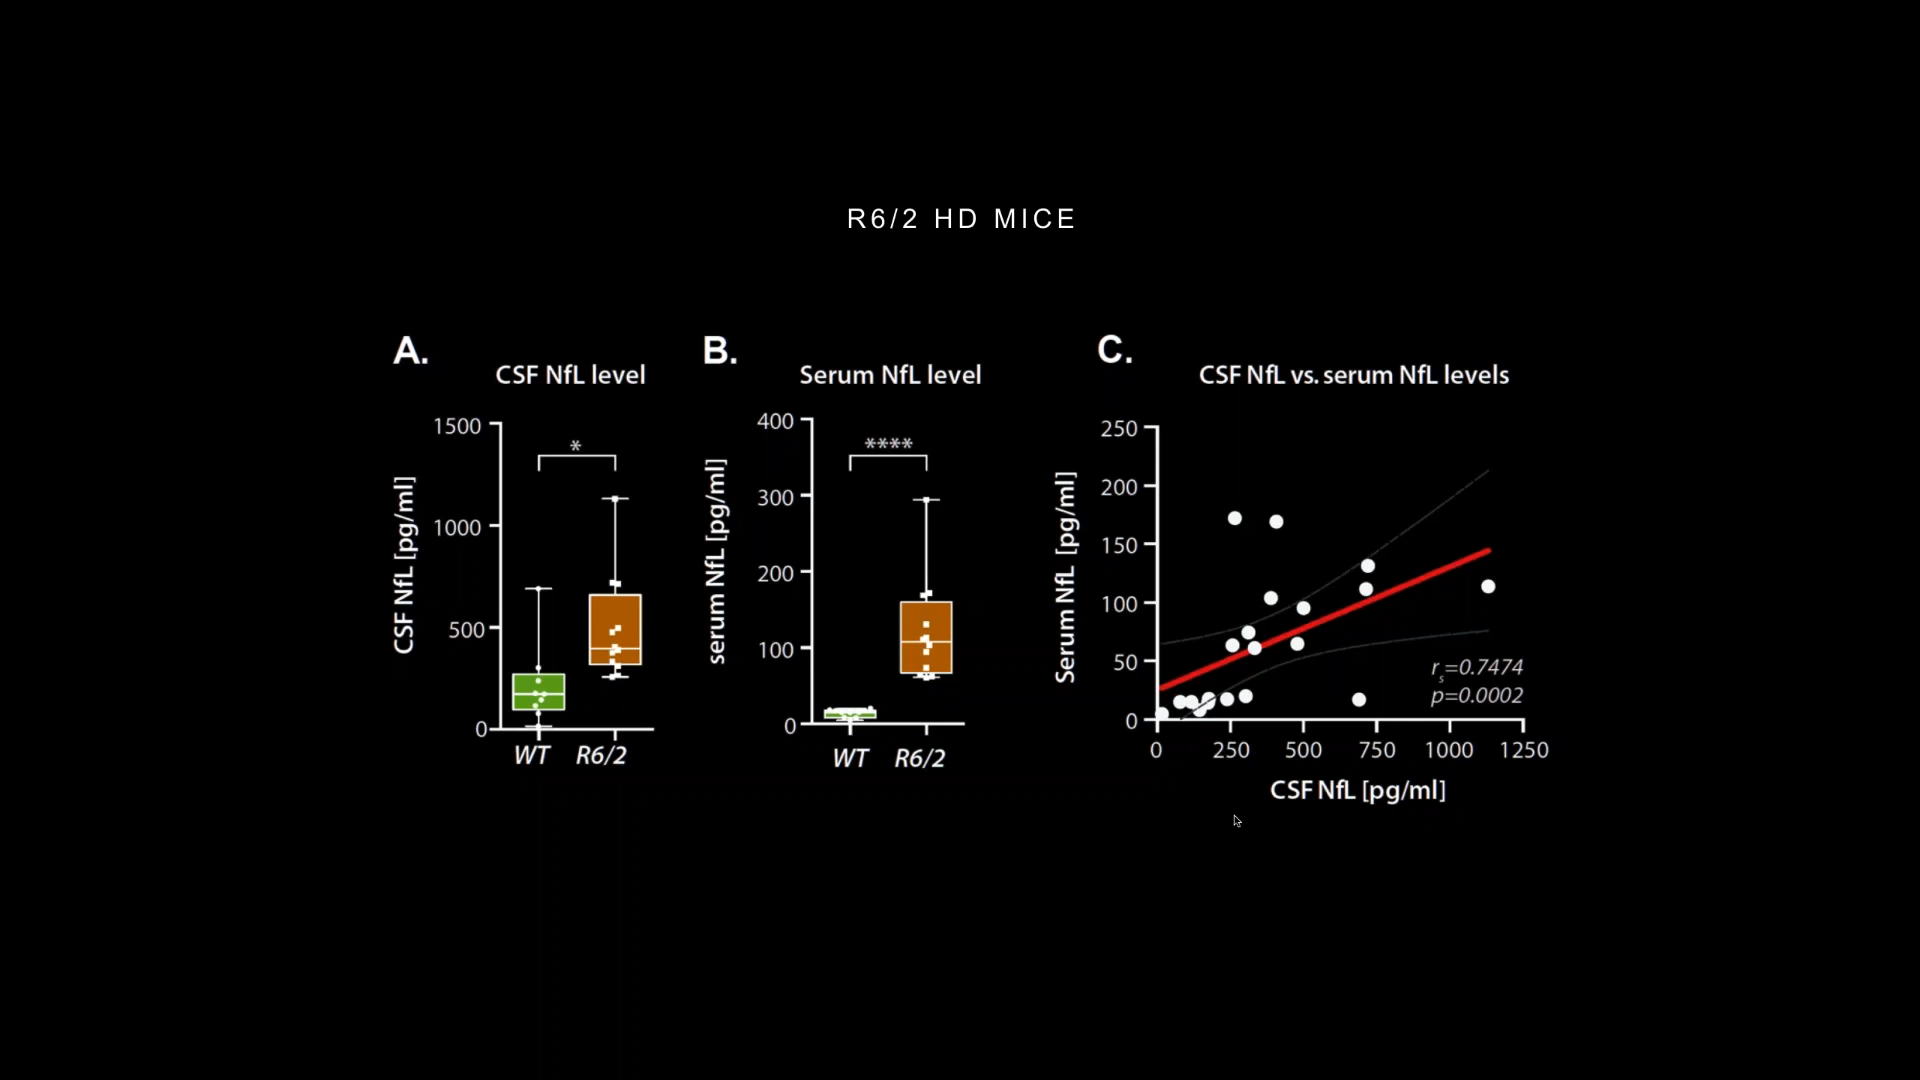 R6/2 HD MICE
A.
CSF NfL level
CSF NfL [pg/ml]
1500
1000
500
0
*
WT R6/2
B.
Serum NfL level
serum NfL [pg/ml]
400
300
200
100
0
****
WT R6/2
C.
CSF NfL vs. serum NfL levels
Serum NfL [pg/ml]
250
200
150
100
50
0
rs=0.7474
p=0.0002
0 250 500 750 1000 1250
CSF NfL [pg/ml]